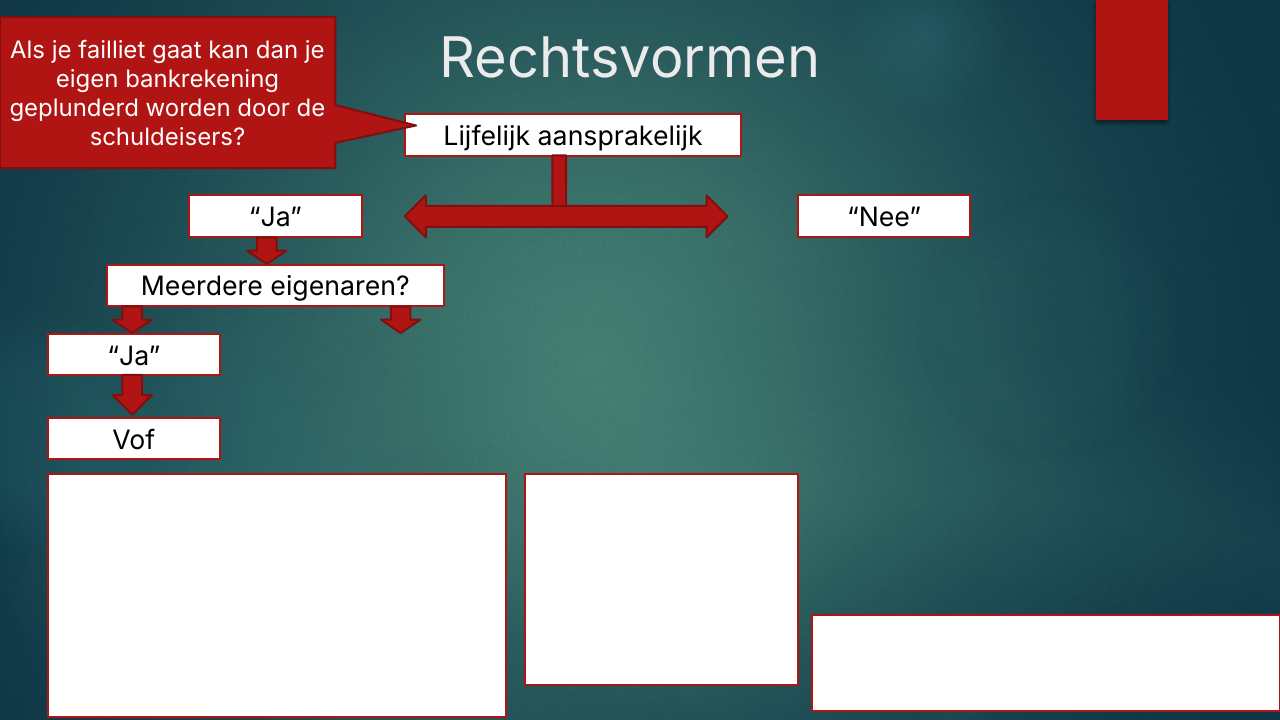 Als je failliet gaat kan dan je
eigen bankrekening
geplunderd worden door de
schuldeisers?
Rechtsvormen
Lijfelijk aansprakelijk
“Ja”
“Nee”
Meerdere eigenaren?
“Ja”
Vof